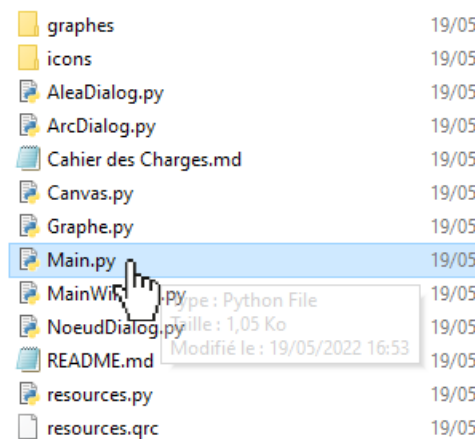 graphes 19/05
icons 19/05
AleaDialog.py 19/05
ArcDialog.py 19/05
Cahier des Charges.md 19/05
Canvas.py 19/05
Graphe.py 19/05
Main.py 19/05
.py 19/05
Type : Python File
NoeudDialog.py 19/05
Taille : 1,05 Ko
Modifié le : 19/05/2022 16:53
README.md 19/05
resources.py 19/05
resources.qrc 19/05